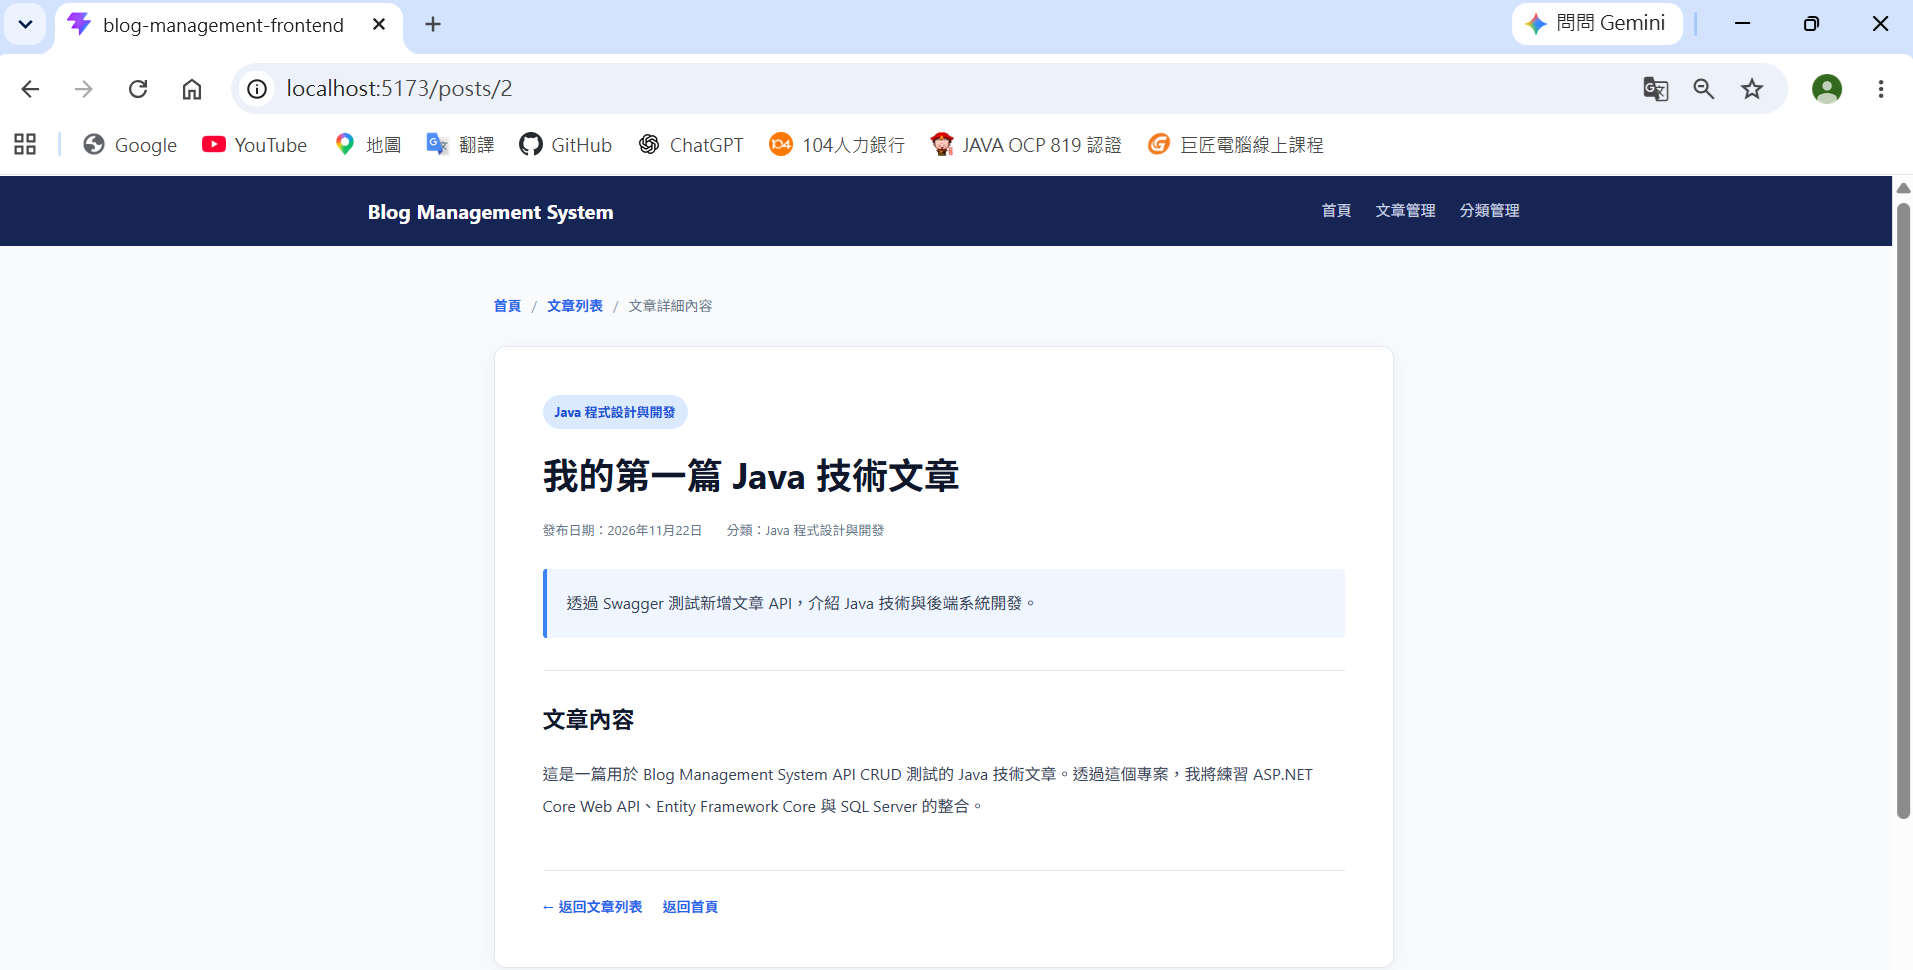 blog-management-frontend
問問 Gemini
localhost:5173/posts/2
Google YouTube 地圖 翻譯 GitHub ChatGPT 104人力銀行 JAVA OCP 819 認證 巨匠電腦線上課程
Blog Management System 首頁 文章管理 分類管理
首頁 / 文章列表 / 文章詳細內容
Java 程式設計與開發
我的第一篇 Java 技術文章
發布日期：2026年11月22日 分類：Java 程式設計與開發
透過 Swagger 測試新增文章 API，介紹 Java 技術與後端系統開發。
文章內容
這是一篇用於 Blog Management System API CRUD 測試的 Java 技術文章。透過這個專案，我將練習 ASP.NET
Core Web API、Entity Framework Core 與 SQL Server 的整合。
← 返回文章列表 返回首頁